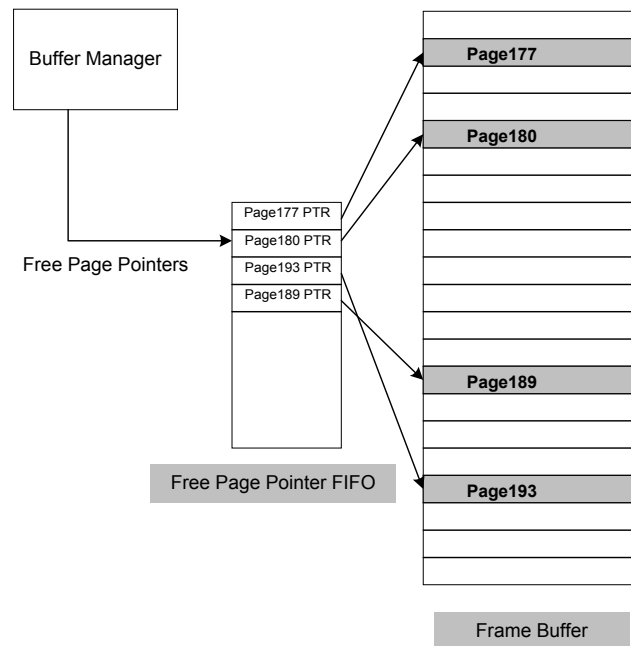 Buffer Manager
Free Page Pointers
Page177 PTR
Page180 PTR
Page193 PTR
Page189 PTR
Free Page Pointer FIFO
Page177
Page180
Page189
Page193
Frame Buffer